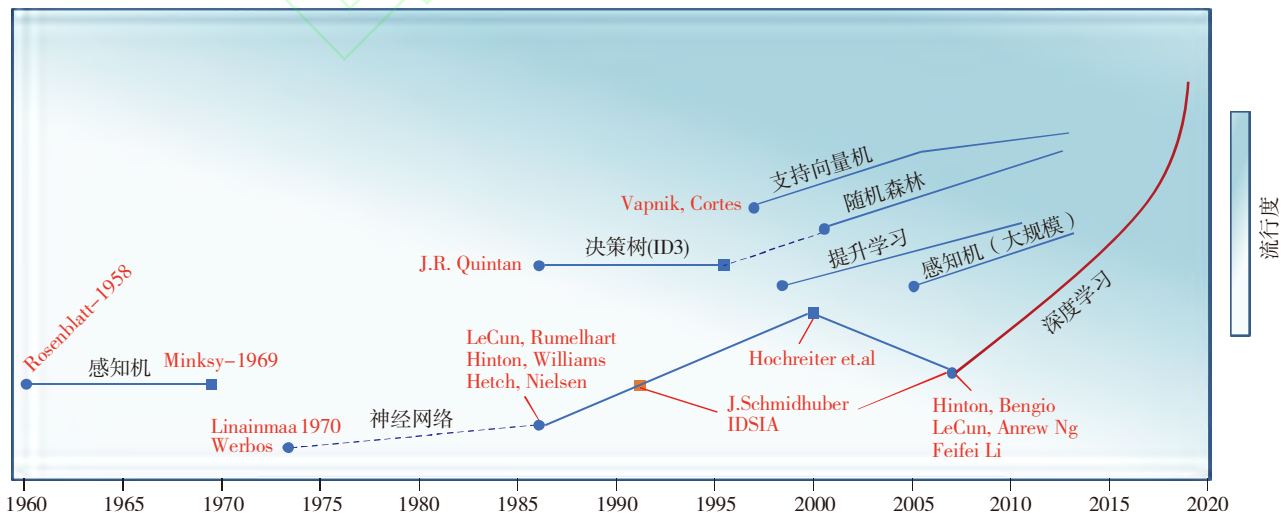 支持向量机
随机森林
Vapnik, Cortes
决策树(ID3)
提升学习
感知机（大规模）
J.R. Quintan
流行度
Rosenblatt-1958
感知机
Minksy-1969
LeCun, Rumelhart
Hinton, Williams
Hetch, Nielsen
Hochreiter et.al
深度学习
J.Schmidhuber
IDSIA
Hinton, Bengio
LeCun, Anrew Ng
Feifei Li
Linainmaa 1970
Werbos
神经网络
1960 1965 1970 1975 1980 1985 1990 1995 2000 2005 2010 2015 2020